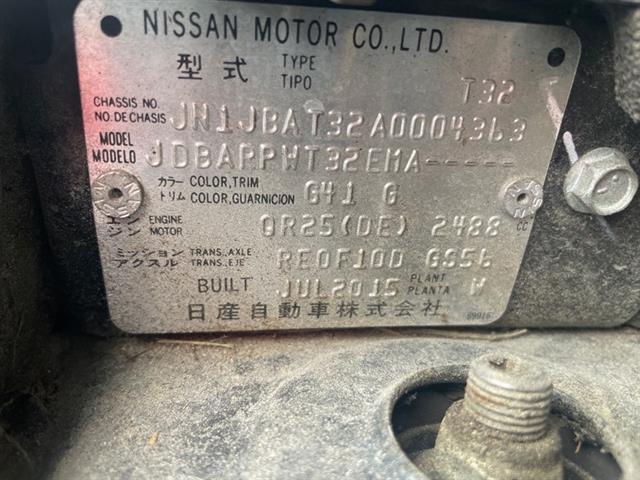 NISSAN MOTOR CO.,LTD.
型式 TYPE TIPO T32
CHASSIS NO. NO. DE CHASIS JN1JBAT32A0004363
MODEL MODELO JDBARPWT32EMA-----
カラー トリム COLOR,TRIM COLOR, GUARNICION G41 G
エンジン ENGINE MOTOR QR25(DE) 2488 CC
ミッション アクスル TRANS.,AXLE TRANS.,EJE RE0F10D GS56
BUILT JUL2015 PLANT PLANTA W
日産自動車株式会社